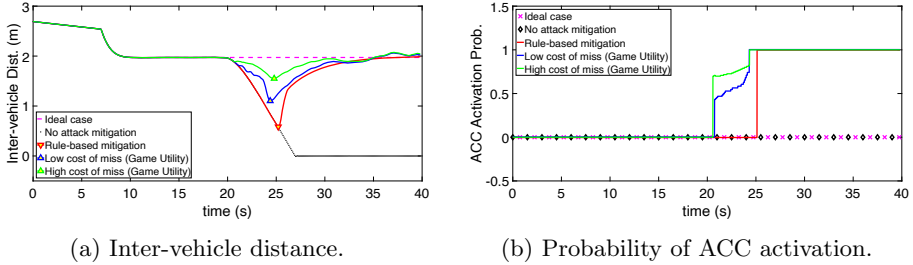 Inter-vehicle Dist. (m)
3
2
1
0
Ideal case
No attack mitigation
Rule-based mitigation
Low cost of miss (Game Utility)
High cost of miss (Game Utility)
0 5 10 15 20 25 30 35 40
time (s)
(a) Inter-vehicle distance.
ACC Activation Prob.
1.5
1
0.5
0
-0.5
Ideal case
No attack mitigation
Rule-based mitigation
Low cost of miss (Game Utility)
High cost of miss (Game Utility)
0 5 10 15 20 25 30 35 40
time (s)
(b) Probability of ACC activation.